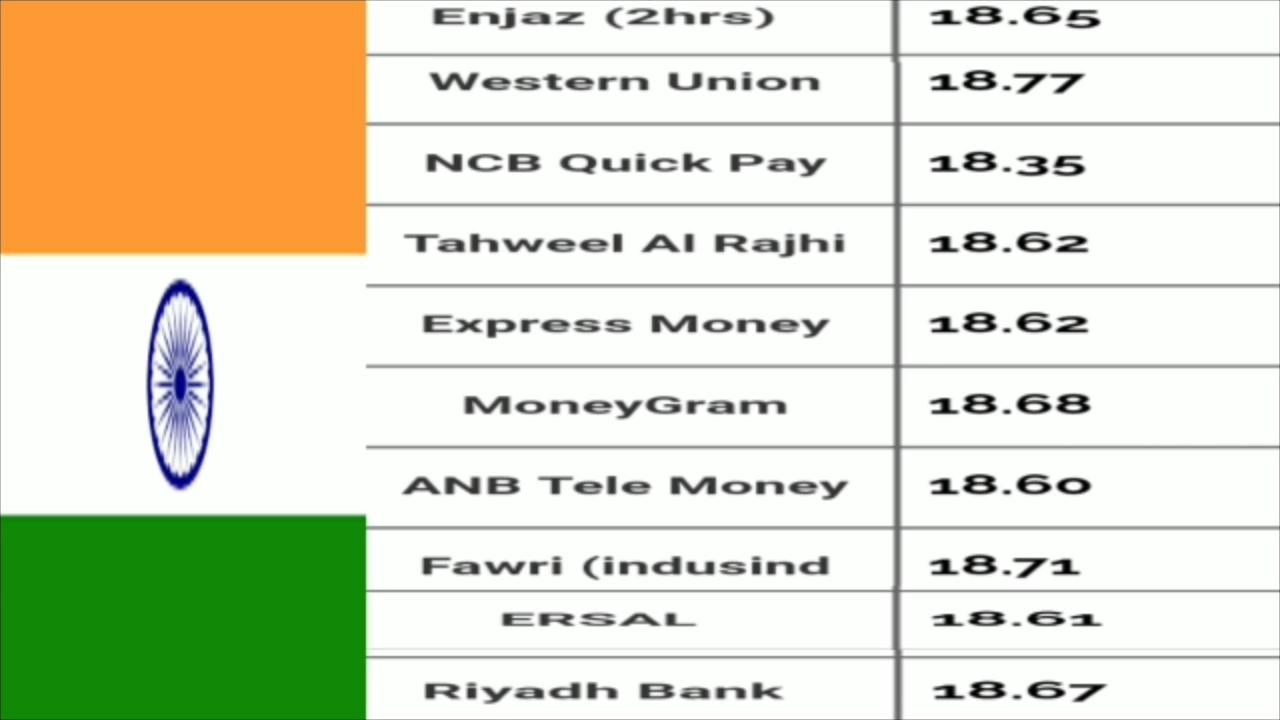 Enjaz (2hrs) 18.65
Western Union 18.77
NCB Quick Pay 18.35
Tahweel Al Rajhi 18.62
Express Money 18.62
MoneyGram 18.68
ANB Tele Money 18.60
Fawri (indusind 18.71
ERSAL 18.61
Riyadh Bank 18.67